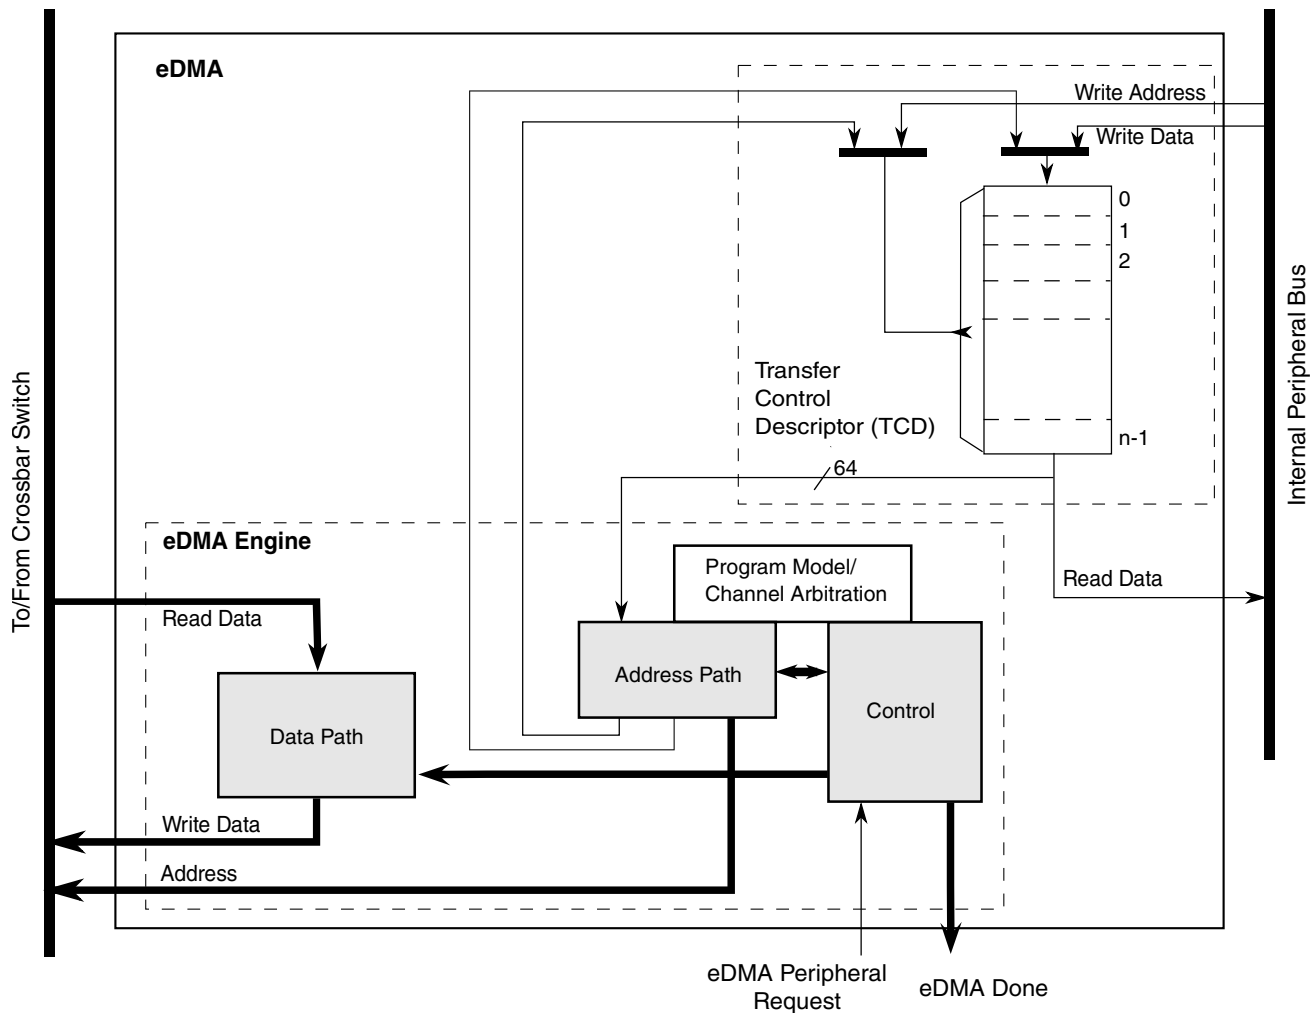 eDMA
Write Address
Write Data
0
1
2
n-1
Transfer
Control
Descriptor (TCD)
64
To/From Crossbar Switch
Internal Peripheral Bus
eDMA Engine
Program Model/
Channel Arbitration
Read Data
Read Data
Address Path
Control
Data Path
Write Data
Address
eDMA Peripheral
Request
eDMA Done